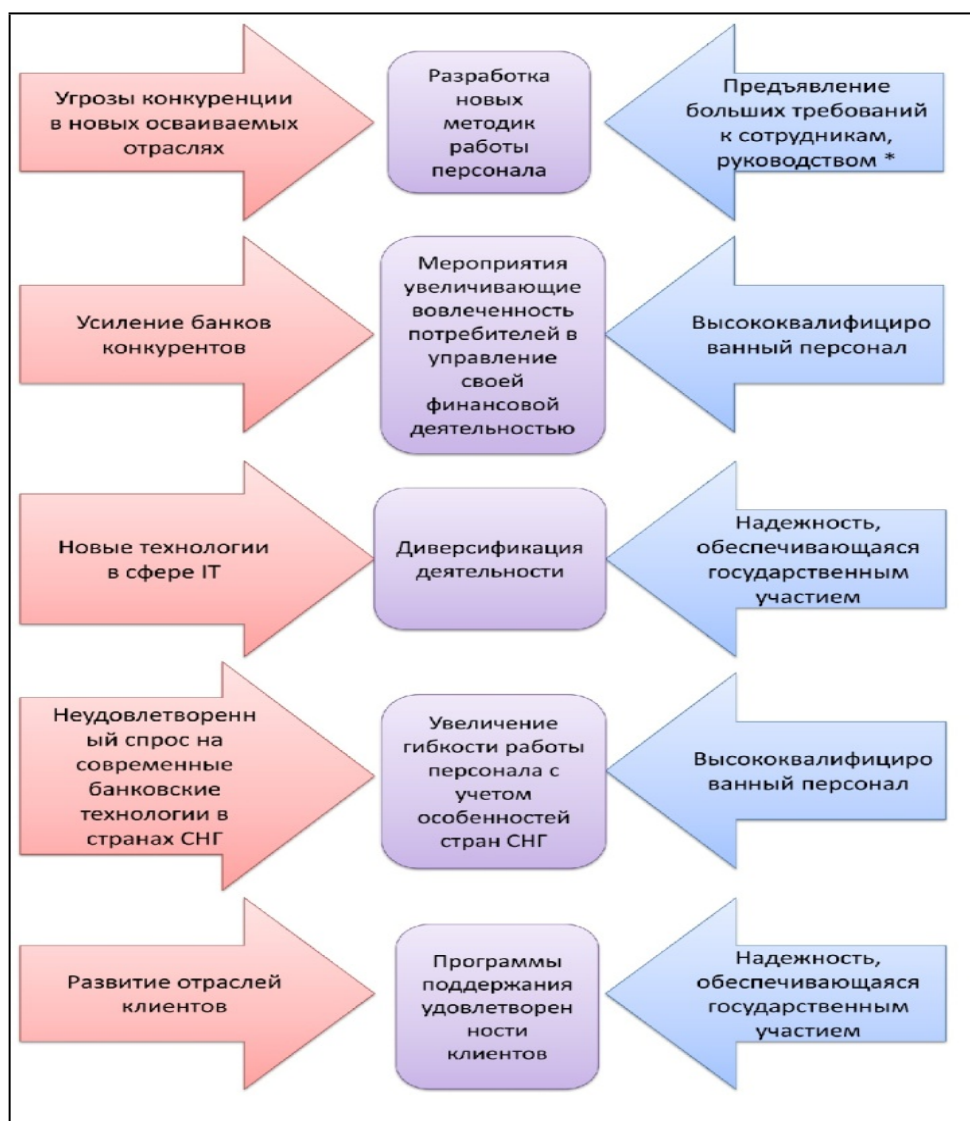 Угрозы конкуренции
в новых осваиваемых
отраслях
Разработка
новых
методик
работы
персонала
Предъявление
больших требований
к сотрудникам,
руководством *
Усиление банков
конкурентов
Мероприятия
увеличивающие
вовлеченность
потребителей в
управление
своей
финансовой
деятельностью
Высококвалифициро
ванный персонал
Новые технологии
в сфере IT
Диверсификация
деятельности
Надежность,
обеспечивающаяся
государственным
участием
Неудовлетворенн
ый спрос на
современные
банковские
технологии в
странах СНГ
Увеличение
гибкости работы
персонала с
учетом
особенностей
стран СНГ
Высококвалифициро
ванный персонал
Развитие отраслей
клиентов
Программы
поддержания
удовлетворен
ности
клиентов
Надежность,
обеспечивающаяся
государственным
участием